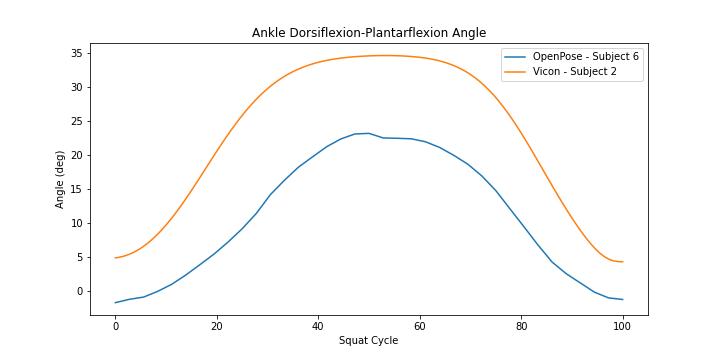 Ankle Dorsiflexion-Plantarflexion Angle
OpenPose - Subject 6
Vicon - Subject 2
35
30
25
20
15
10
5
0
Angle (deg)
0 20 40 60 80 100
Squat Cycle